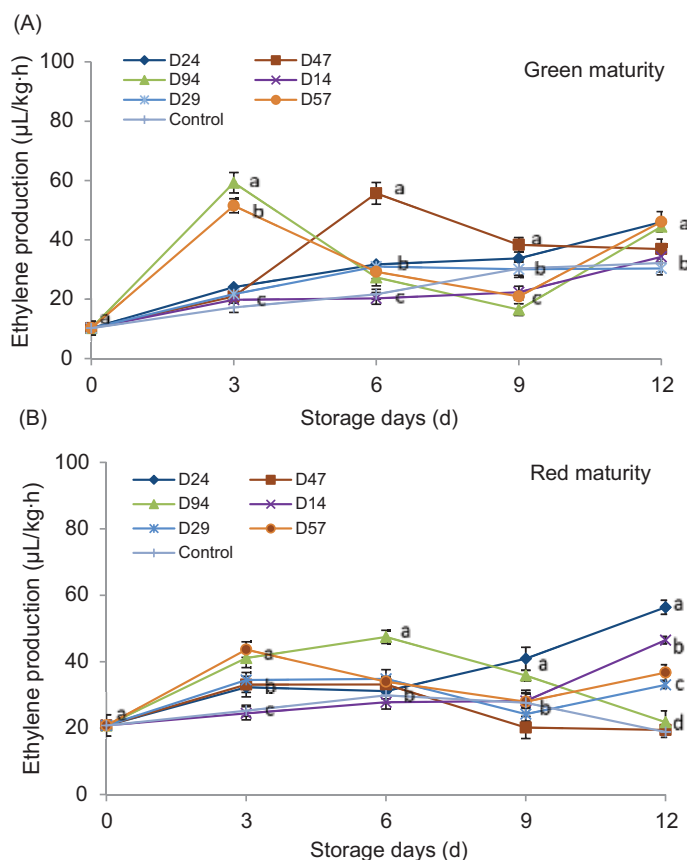 (A)
Green maturity
D24
D47
D94
D14
D29
D57
Control
Ethylene production (µL/kg·h)
100
80
60
40
20
0
a
a
b
c
a
b
c
a
b
c
a
b
0
3
6
9
12
Storage days (d)
(B)
Red maturity
D24
D47
D94
D14
D29
D57
Control
Ethylene production (µL/kg·h)
100
80
60
40
20
0
a
a
b
c
a
b
a
b
a
b
c
d
0
3
6
9
12
Storage days (d)